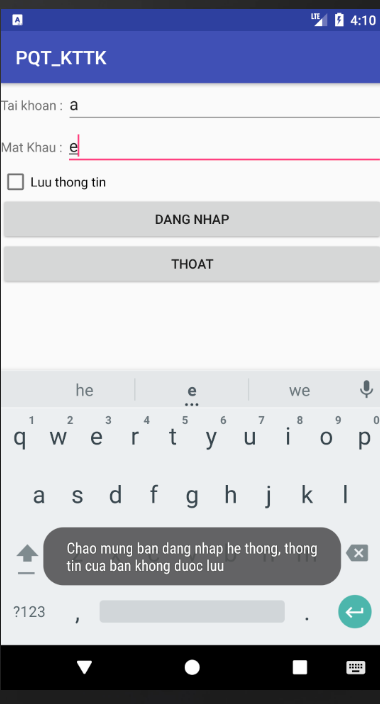 LTE 4:10
PQT_KTTK
Tai khoan : a
Mat Khau : e
Luu thong tin
DANG NHAP
THOAT
he e we
1 2 3 4 5 6 7 8 9 0
q w e r t y u i o p
a s d f g h j k l
Chao mung ban dang nhap he thong, thong
tin cua ban khong duoc luu
?123 , .